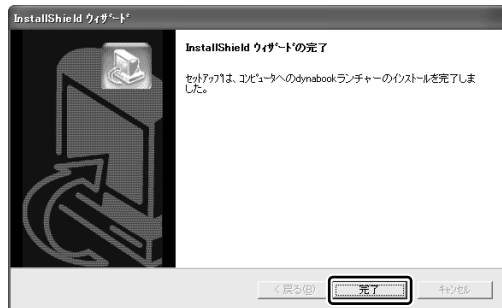 InstallShield ｳｨｻﾞｰﾄﾞ
InstallShield ｳｨｻﾞｰﾄﾞの完了
ｾｯﾄｱｯﾌﾟは、ｺﾝﾋﾟｭｰﾀへのdynabookランチャーのｲﾝｽﾄｰﾙを完了しま
した。
< 戻る(B)
完了
ｷｬﾝｾﾙ